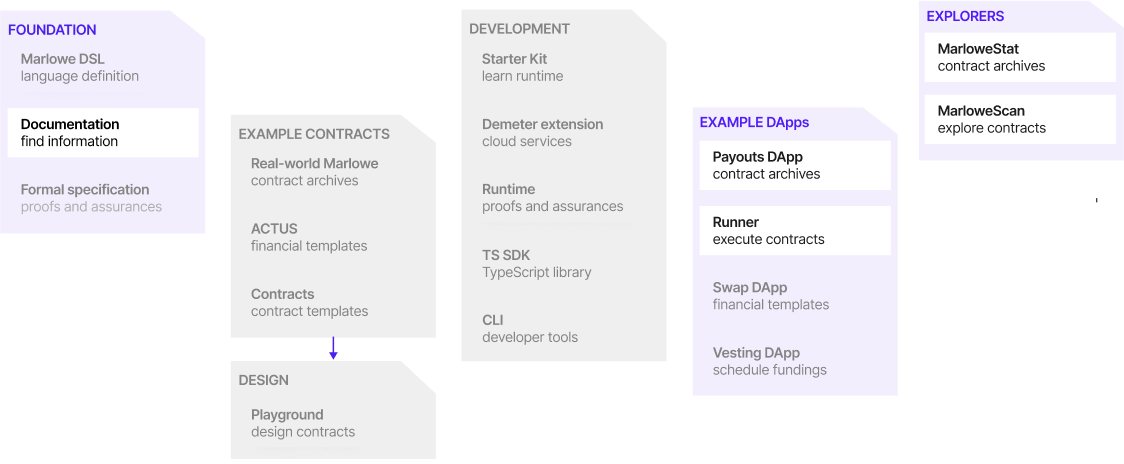 FOUNDATION
Marlowe DSL
language definition
Documentation
find information
Formal specification
proofs and assurances
EXAMPLE CONTRACTS
Real-world Marlowe
contract archives
ACTUS
financial templates
Contracts
contract templates
DESIGN
Playground
design contracts
DEVELOPMENT
Starter Kit
learn runtime
Demeter extension
cloud services
Runtime
proofs and assurances
TS SDK
TypeScript library
CLI
developer tools
EXAMPLE DApps
Payouts DApp
contract archives
Runner
execute contracts
Swap DApp
financial templates
Vesting DApp
schedule fundings
EXPLORERS
MarloweStat
contract archives
MarloweScan
explore contracts